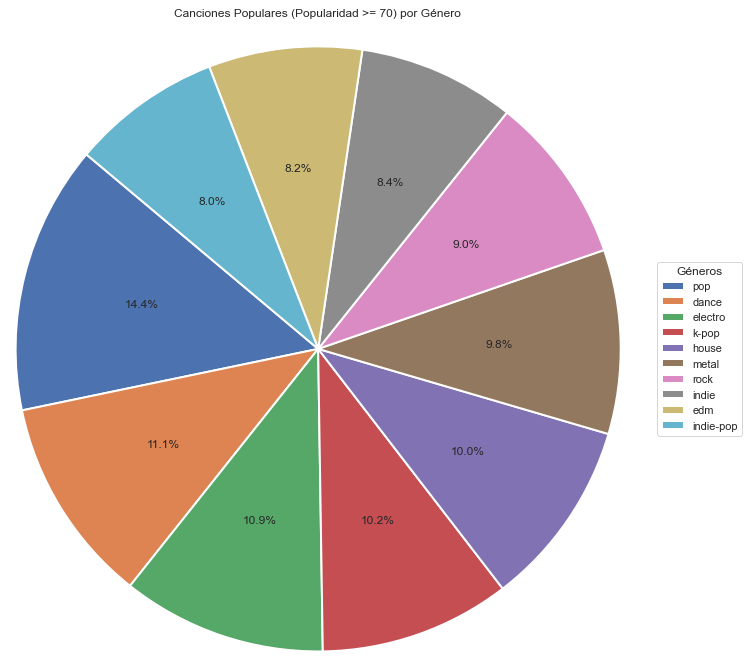 Canciones Populares (Popularidad >= 70) por Género
8.2%
8.4%
8.0%
9.0%
14.4%
9.8%
11.1%
10.0%
10.9%
10.2%
Géneros
pop
dance
electro
k-pop
house
metal
rock
indie
edm
indie-pop